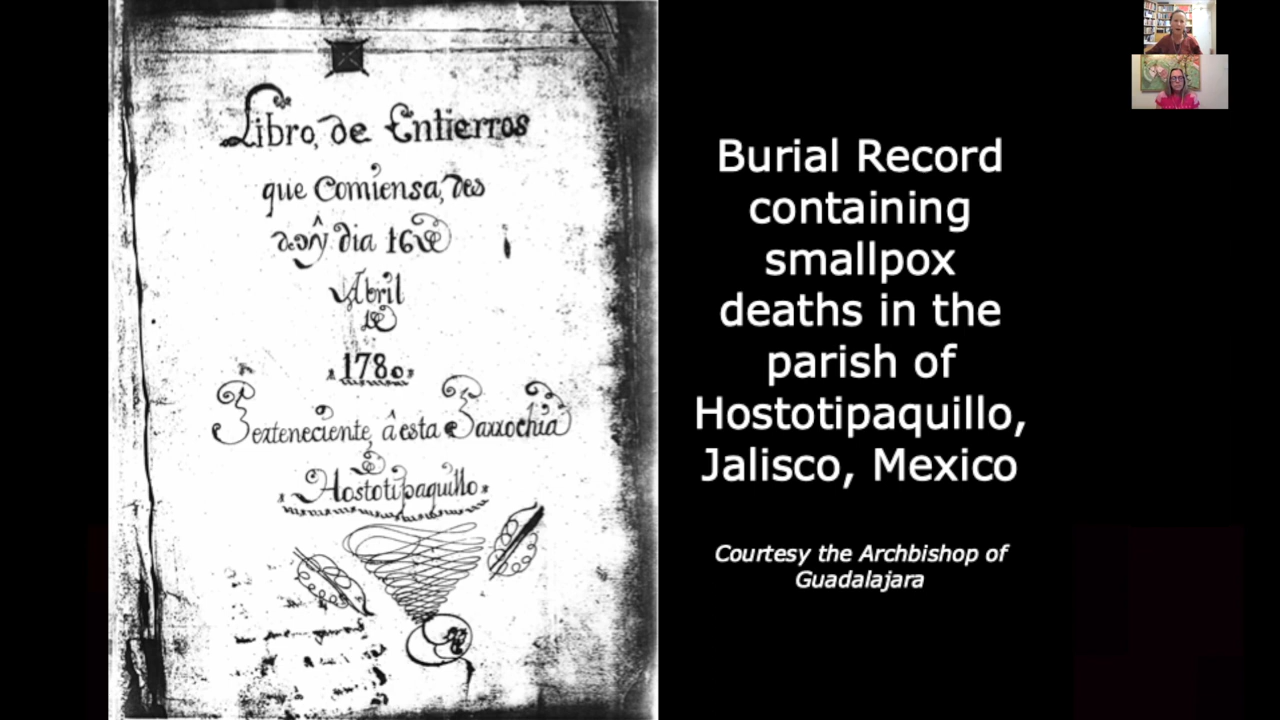 Libro, de Entierros
que Comiensa, des
de oy dia 16 de
Abril
de
1780
Perteneciente â esta Parrochia
de
Hostotipaquillo
Burial Record
containing
smallpox
deaths in the
parish of
Hostotipaquillo,
Jalisco, Mexico
Courtesy the Archbishop of
Guadalajara